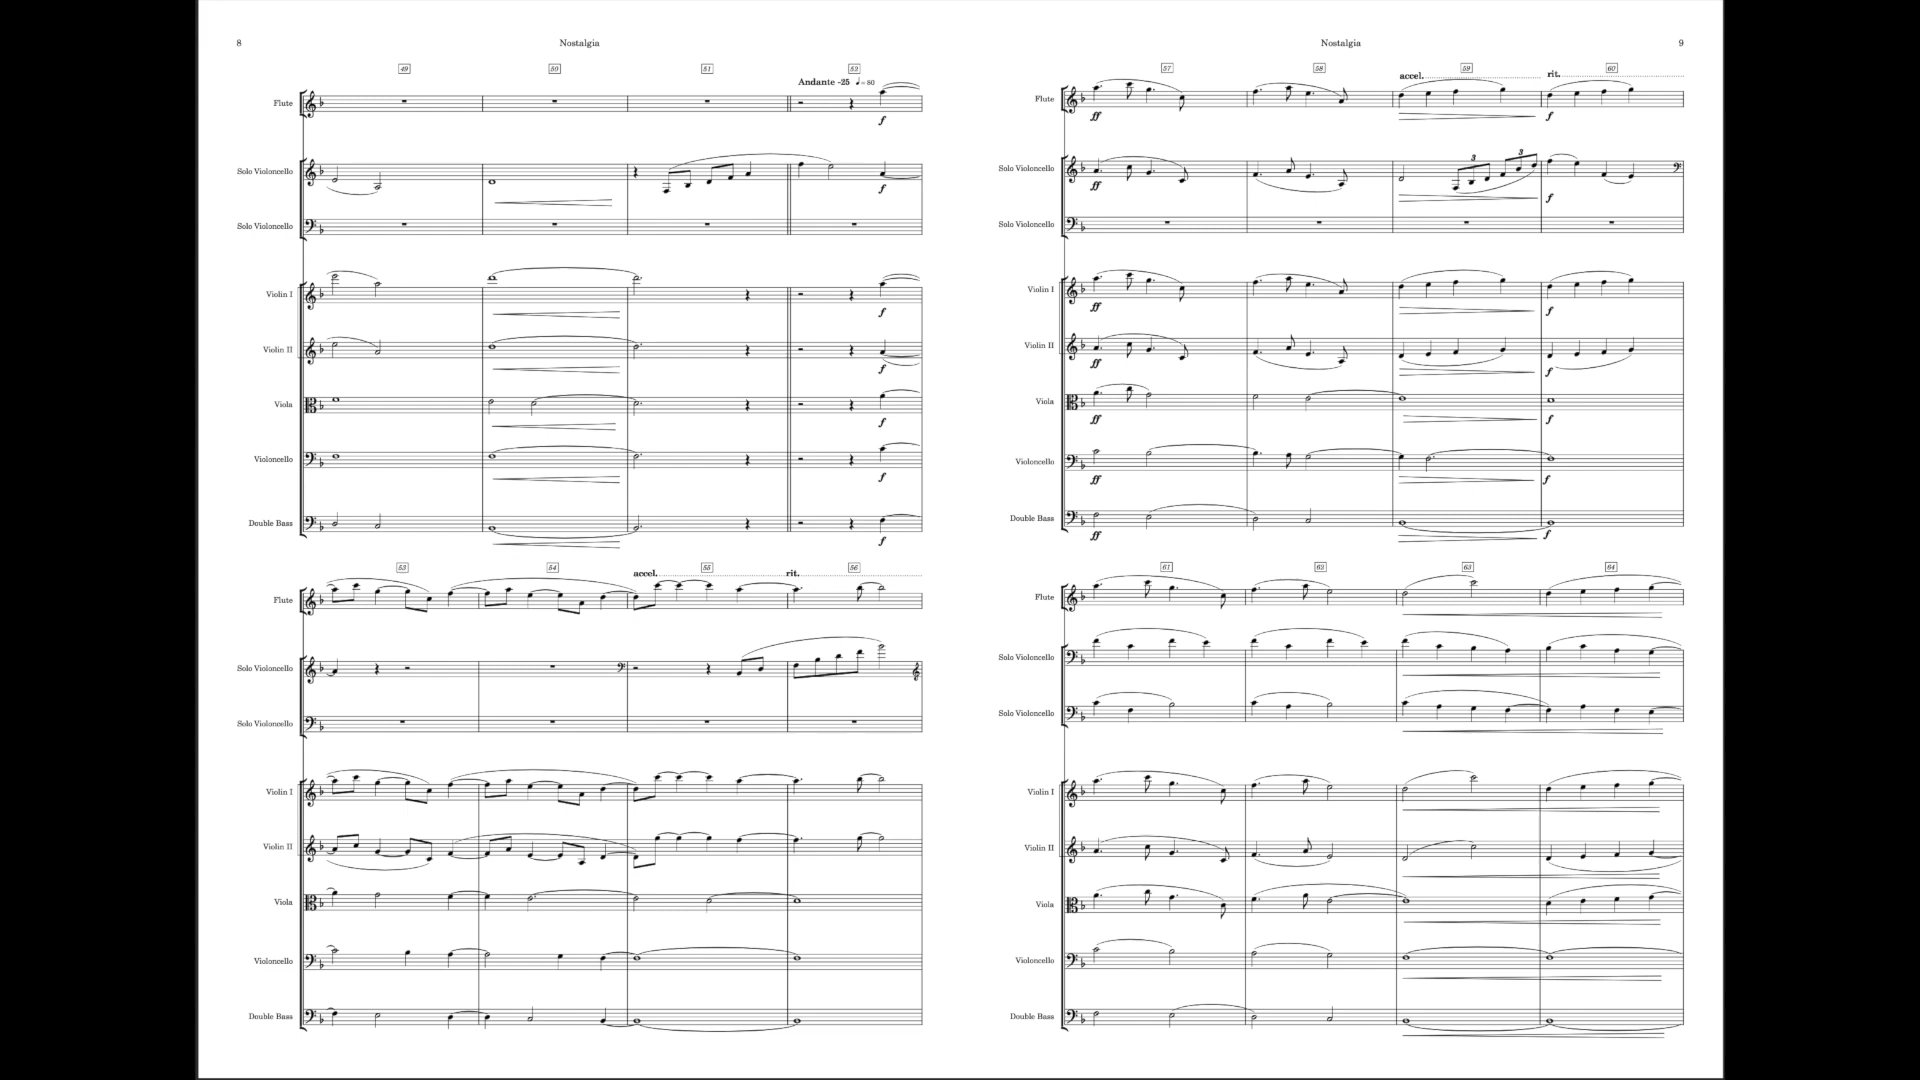 8 Nostalgia
49 50 51 52
Andante -25 ♩= 80
Flute
f
Solo Violoncello
f
Solo Violoncello
Violin I
f
Violin II
f
Viola
f
Violoncello
f
Double Bass
f
53 54 55 56
accel. rit.
Flute
Solo Violoncello
Solo Violoncello
Violin I
Violin II
Viola
Violoncello
Double Bass
Nostalgia 9
57 58 59 60
accel. rit.
Flute
ff f
3 3
Solo Violoncello
ff f
Solo Violoncello
Violin I
ff f
Violin II
ff f
Viola
ff f
Violoncello
ff f
Double Bass
ff f
61 62 63 64
Flute
Solo Violoncello
Solo Violoncello
Violin I
Violin II
Viola
Violoncello
Double Bass